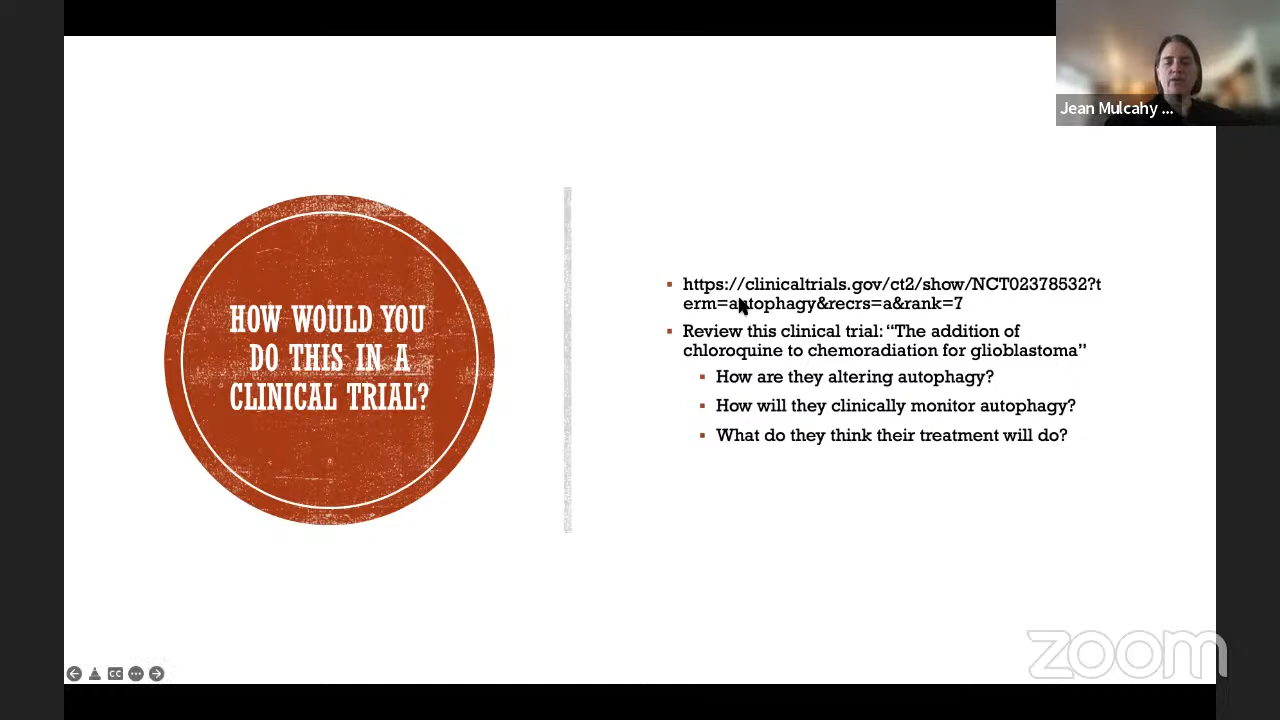 Jean Mulcahy ...
HOW WOULD YOU
DO THIS IN A
CLINICAL TRIAL?
https://clinicaltrials.gov/ct2/show/NCT02378532?t
erm=autophagy&recrs=a&rank=7
Review this clinical trial: “The addition of
chloroquine to chemoradiation for glioblastoma”
How are they altering autophagy?
How will they clinically monitor autophagy?
What do they think their treatment will do?
CC
zoom